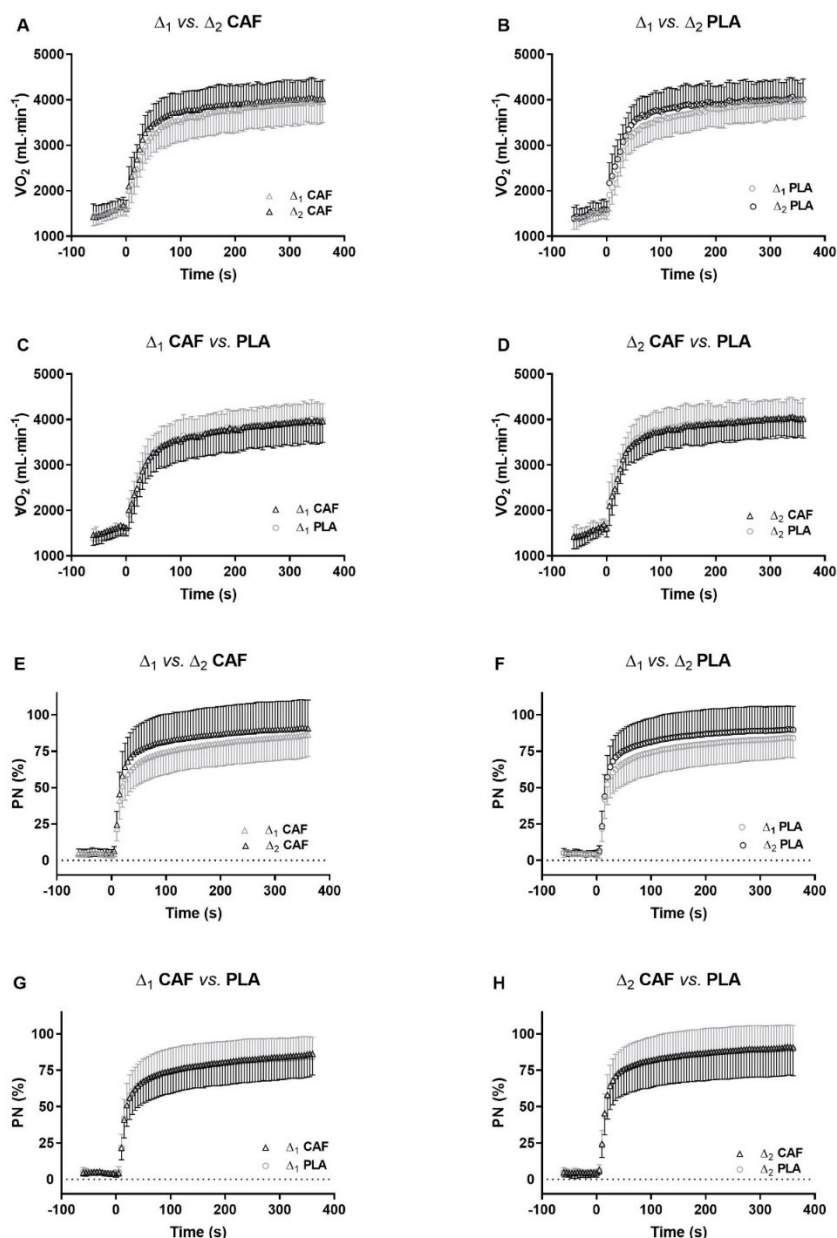 A
Δ1 vs. Δ2 CAF
5000
4000
3000
2000
1000
VO2 (mL·min-1)
-100 0 100 200 300 400
Time (s)
Δ1 CAF
Δ2 CAF
B
Δ1 vs. Δ2 PLA
5000
4000
3000
2000
1000
VO2 (mL·min-1)
-100 0 100 200 300 400
Time (s)
Δ1 PLA
Δ2 PLA
C
Δ1 CAF vs. PLA
5000
4000
3000
2000
1000
VO2 (mL·min-1)
-100 0 100 200 300 400
Time (s)
Δ1 CAF
Δ1 PLA
D
Δ2 CAF vs. PLA
5000
4000
3000
2000
1000
VO2 (mL·min-1)
-100 0 100 200 300 400
Time (s)
Δ2 CAF
Δ2 PLA
E
Δ1 vs. Δ2 CAF
100
75
50
25
0
PN (%)
-100 0 100 200 300 400
Time (s)
Δ1 CAF
Δ2 CAF
F
Δ1 vs. Δ2 PLA
100
75
50
25
0
PN (%)
-100 0 100 200 300 400
Time (s)
Δ1 PLA
Δ2 PLA
G
Δ1 CAF vs. PLA
100
75
50
25
0
PN (%)
-100 0 100 200 300 400
Time (s)
Δ1 CAF
Δ1 PLA
H
Δ2 CAF vs. PLA
100
75
50
25
0
PN (%)
-100 0 100 200 300 400
Time (s)
Δ2 CAF
Δ2 PLA